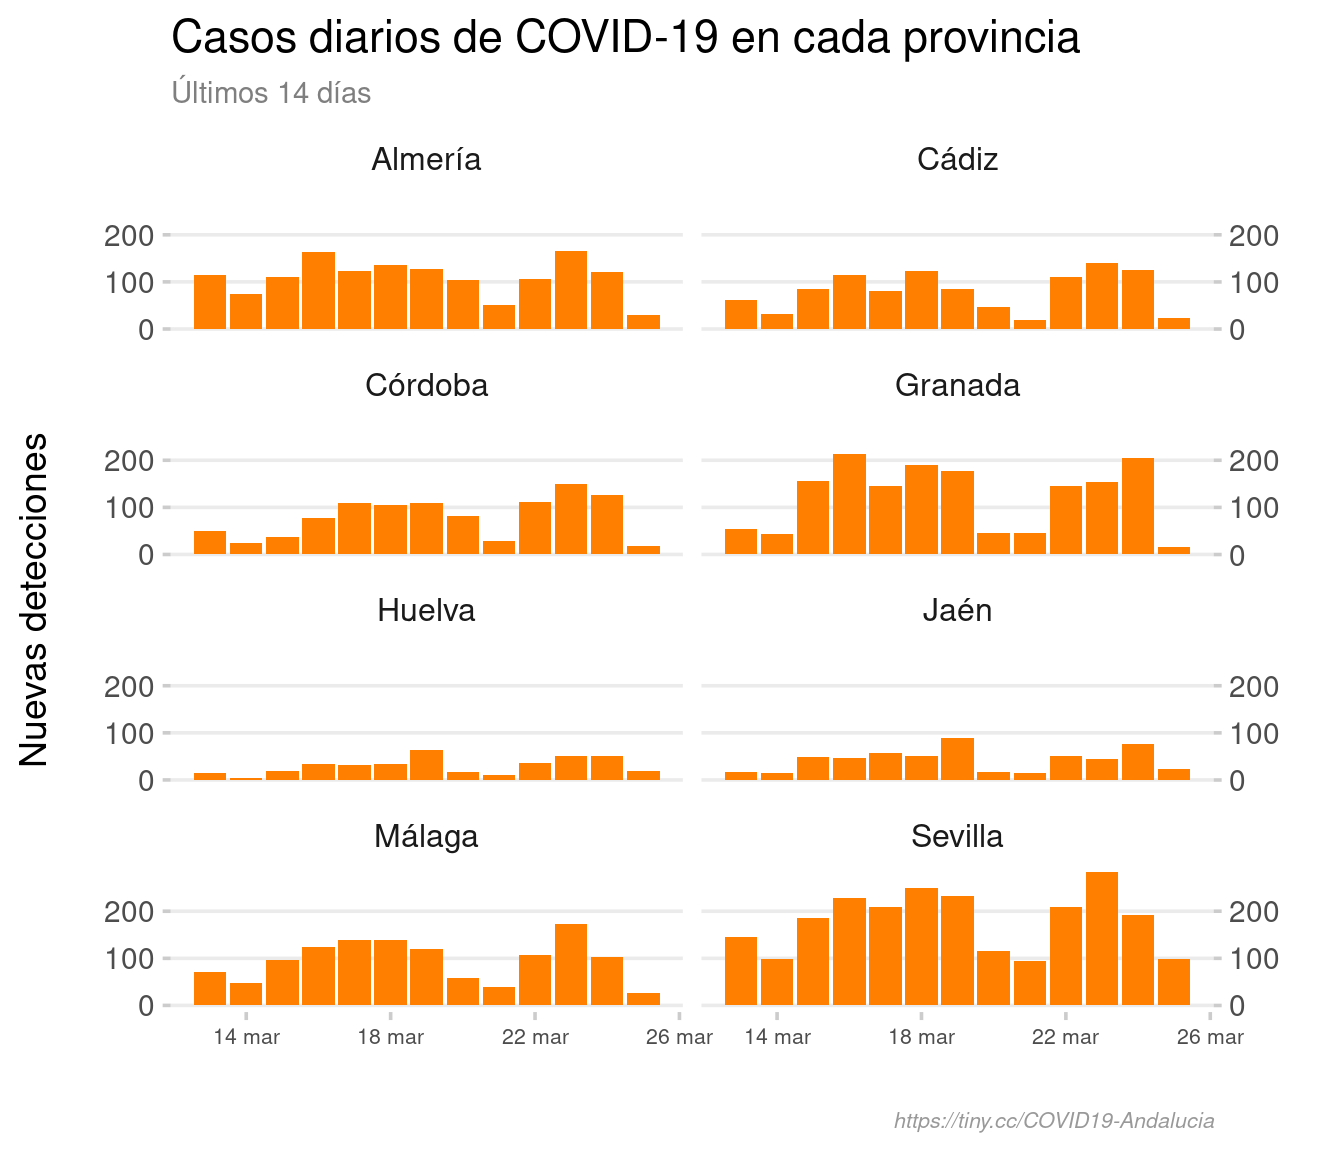 Casos diarios de COVID-19 en cada provincia
Últimos 14 días
Nuevas detecciones
Almería Cádiz
200 200
100 100
0 0
Córdoba Granada
200 200
100 100
0 0
Huelva Jaén
200 200
100 100
0 0
Málaga Sevilla
200 200
100 100
0 0
14 mar 18 mar 22 mar 26 mar 14 mar 18 mar 22 mar 26 mar
https://tiny.cc/COVID19-Andalucia